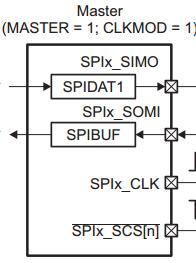 Master
(MASTER = 1; CLKMOD = 1)
SPIx_SIMO
SPIDAT1
SPIx_SOMI
SPIBUF
SPIx_CLK
SPIx_SCS[n]